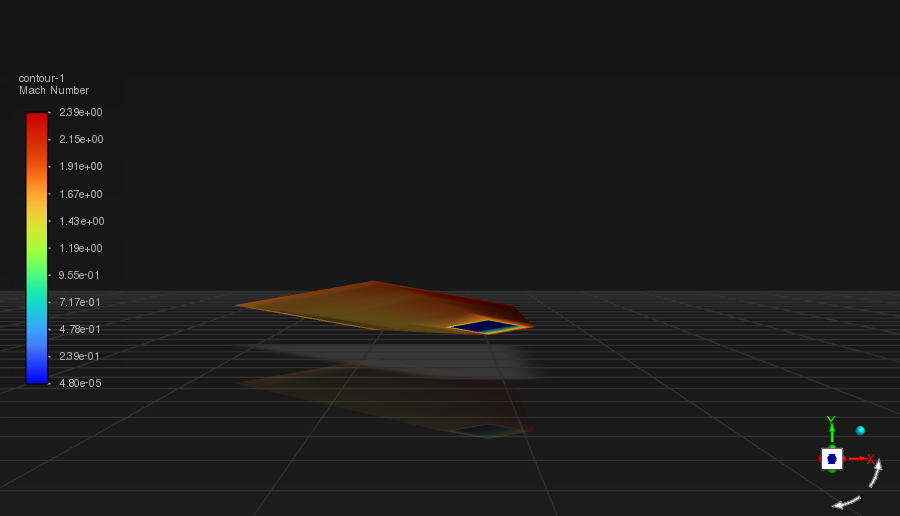 contour-1
Mach Number
2.39e+00
2.15e+00
1.91e+00
1.67e+00
1.43e+00
1.19e+00
9.55e-01
7.17e-01
4.78e-01
2.39e-01
4.80e-05
Y
X